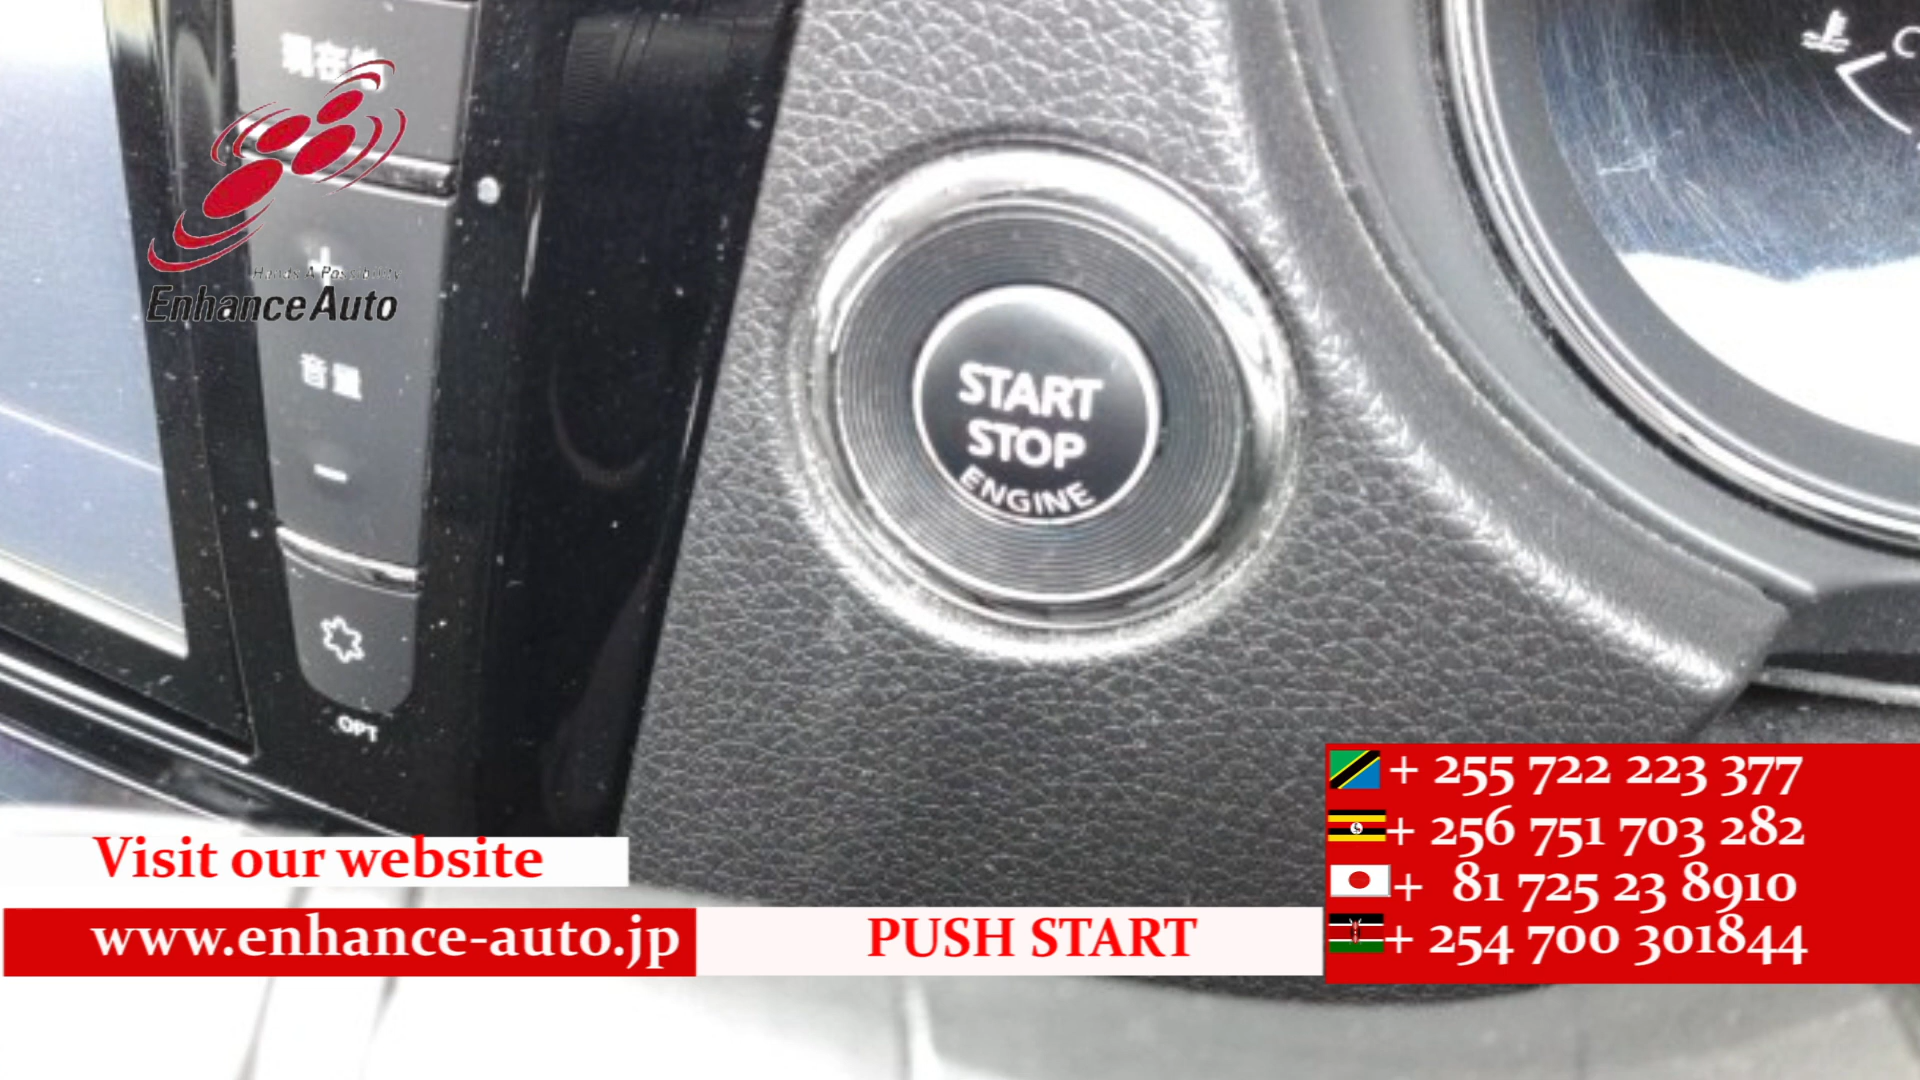 現在地
Hands A Possibility
Enhance Auto
+
音量
-
OPT
START
STOP
ENGINE
C
Visit our website
www.enhance-auto.jp
PUSH START
+ 255 722 223 377
+ 256 751 703 282
+ 81 725 23 8910
+ 254 700 301844